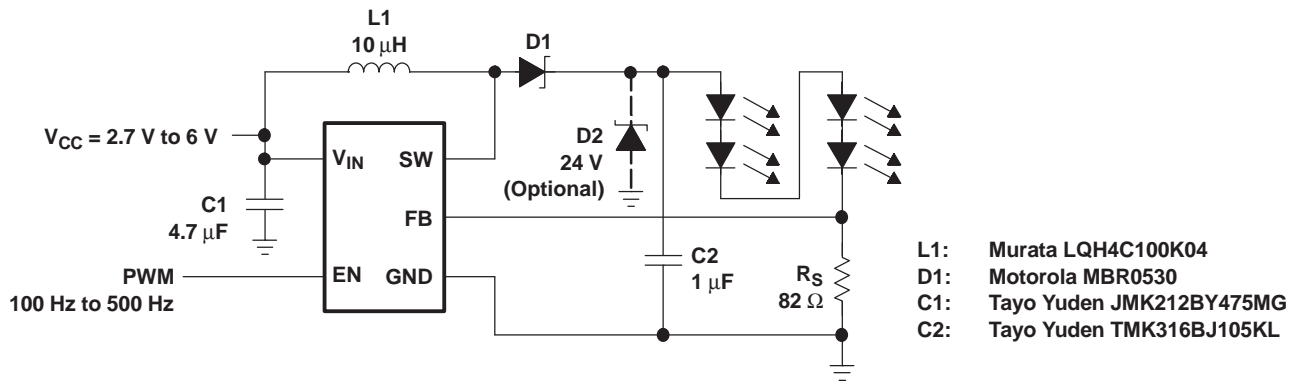 L1
10 μH
D1
VCC = 2.7 V to 6 V
VIN
SW
D2
24 V
(Optional)
C1
4.7 μF
FB
C2
1 μF
RS
82 Ω
PWM
100 Hz to 500 Hz
EN
GND
L1: Murata LQH4C100K04
D1: Motorola MBR0530
C1: Tayo Yuden JMK212BY475MG
C2: Tayo Yuden TMK316BJ105KL